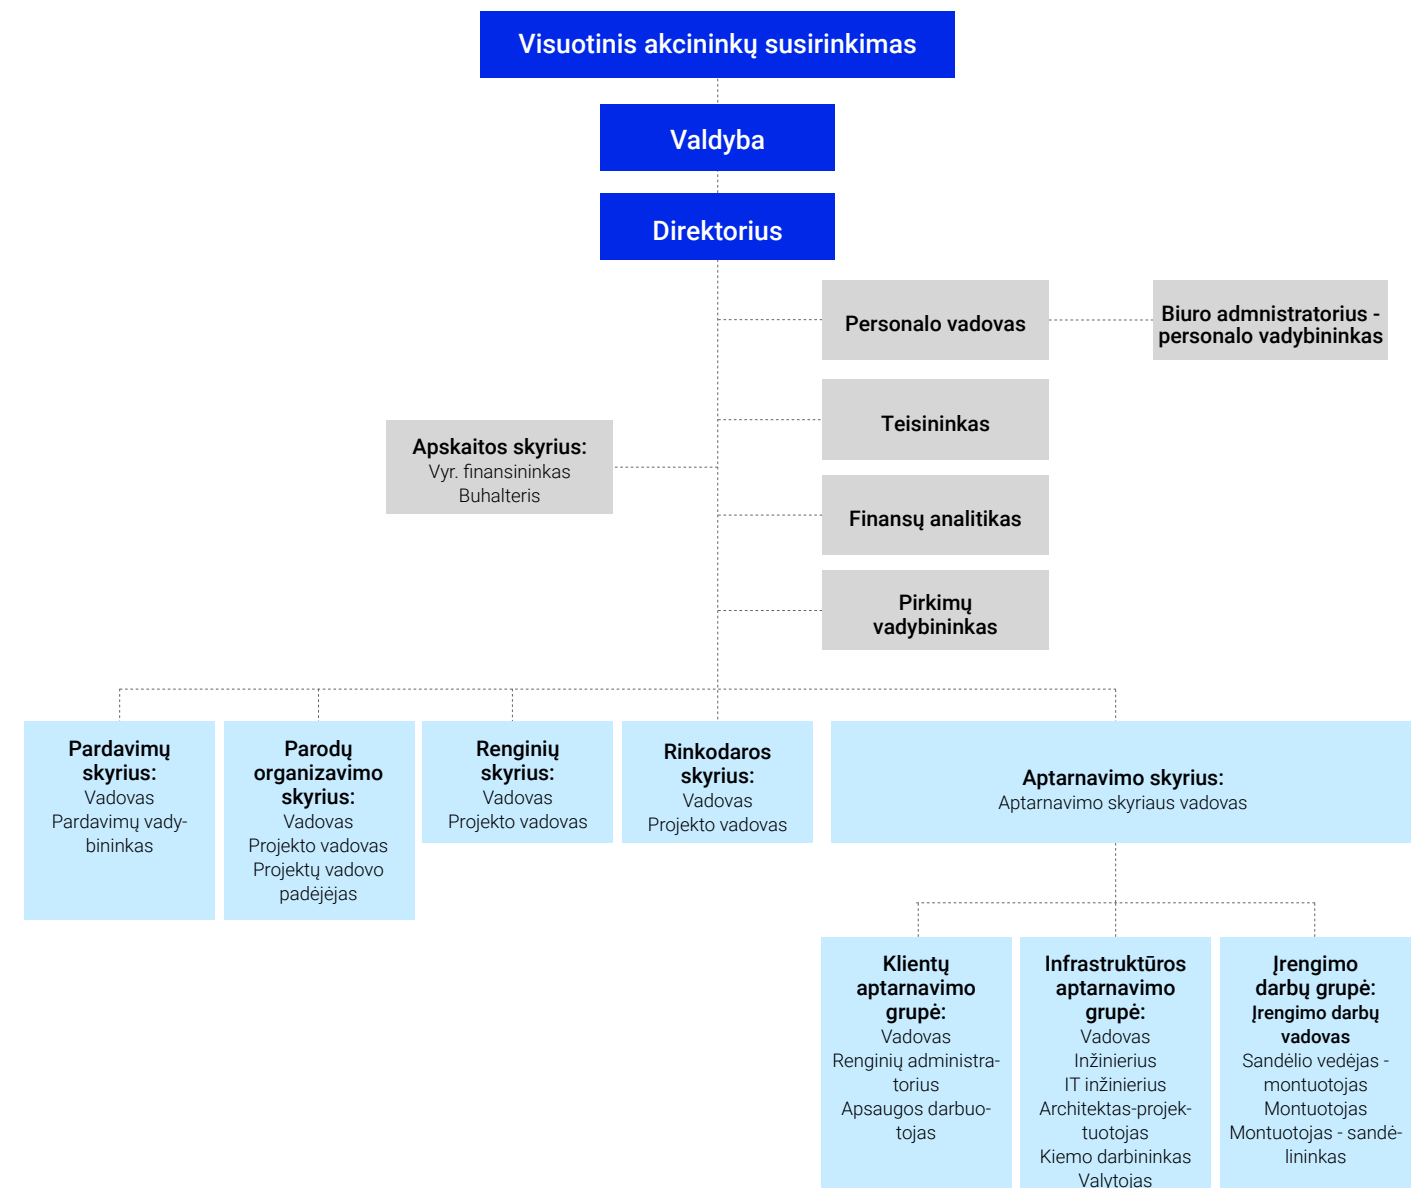 Visuotinis akcininkų susirinkimas
Valdyba
Direktorius
Personalo vadovas
Biuro admnistratorius -
personalo vadybininkas
Teisininkas
Apskaitos skyrius:
Vyr. finansininkas
Buhalteris
Finansų analitikas
Pirkimų
vadybininkas
Pardavimų
skyrius:
Vadovas
Pardavimų vady-
bininkas
Parodų
organizavimo
skyrius:
Vadovas
Projekto vadovas
Projektų vadovo
padėjėjas
Renginių
skyrius:
Vadovas
Projekto vadovas
Rinkodaros
skyrius:
Vadovas
Projekto vadovas
Aptarnavimo skyrius:
Aptarnavimo skyriaus vadovas
Klientų
aptarnavimo
grupė:
Vadovas
Renginių administra-
torius
Apsaugos darbuo-
tojas
Infrastruktūros
aptarnavimo
grupė:
Vadovas
Inžinierius
IT inžinierius
Architektas-projek-
tuotojas
Kiemo darbininkas
Valytojas
Įrengimo
darbų grupė:
Įrengimo darbų
vadovas
Sandėlio vedėjas -
montuotojas
Montuotojas
Montuotojas - sandė-
lininkas